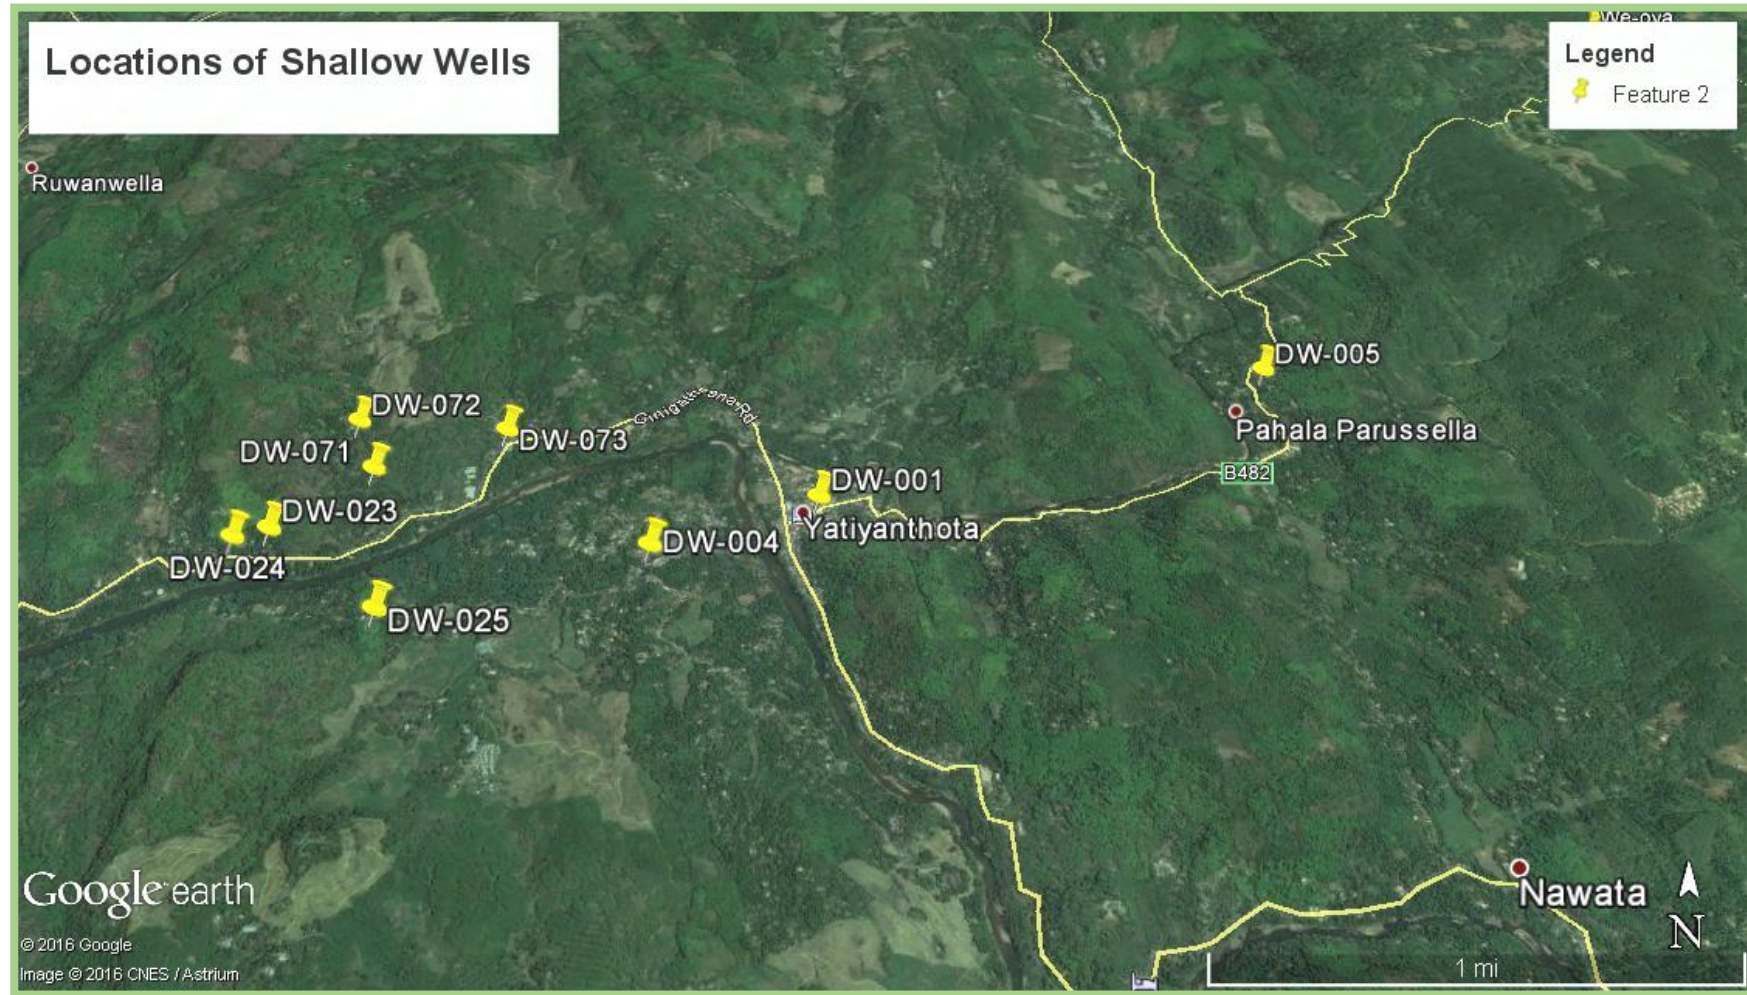 Locations of Shallow Wells
We-oya
Legend
Feature 2
Ruwanwella
DW-005
DW-072
DW-073
Pahala Parussella
DW-071
B482
DW-001
DW-023
Yatiyanthota
DW-004
DW-024
DW-025
Google earth
Nawata
N
© 2016 Google
Image © 2016 CNES / Astrium
1 mi